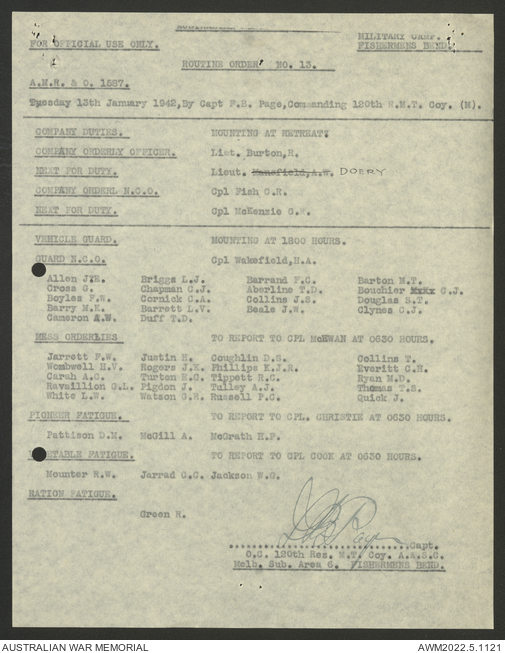 FOR OFFICIAL USE ONLY.
MILITARY CAMP.
FISHERMENS BEND.
ROUTINE ORDER NO. 13.
A.M.R. & O. 1587.
Tuesday 13th January 1942, By Capt F.S. Page, Commanding 120th R.M.T. Coy. (M).
COMPANY DUTIES. MOUNTING AT RETREAT:
COMPANY ORDERLY OFFICER. Liet. Burton, R.
NEXT FOR DUTY. Lieut. Mansfield, A.W. DOERY
COMPANY ORDERL N.C.O. Cpl Fish C.R.
NEXT FOR DUTY. Cpl McKenzie G.W.
VEHICLE GUARD. MOUNTING AT 1800 HOURS.
GUARD N.C.O. Cpl Wakefield, H.A.
Allen J.E. Briggs L.J. Barrand F.C. Barton M.T.
Cross G. Chapman C.J. Aberline T.D. Bouchier C.J.
Boyles F.W. Cornick C.A. Collins J.S. Douglas S.T.
Barry M.K. Barrett L.V. Beale J.W. Clynes C.J.
Cameron A.W. Duff T.D.
MESS ORDERLIES TO REPORT TO CPL McEWAN AT 0630 HOURS.
Jarrett F.W. Justin H. Coughlin D.S. Collins T.
Wombwell H.V. Rogers J.K. Phillips K.J.R. Everitt C.H.
Carah A.C. Turton E.G. Tippett R.C. Ryan M.D.
Ravaillion C.L. Pigdon J. Tulley A.J. Thomas T.S.
White L.W. Watson G.R. Russell P.C. Quick J.
PIONEER FATIGUE. TO REPORT TO CPL. CHRISTIE AT 0630 HOURS.
Pattison D.M. McGill A. McGrath H.F.
ETABLE FATIGUE. TO REPORT TO CPL COOK AT 0630 HOURS.
Mounter R.W. Jarrad G.C. Jackson W.G.
RATION FATIGUE.
Green R.
Capt.
O.C. 120th Res. M.T. Coy. A.A.S.C.
Melb. Sub. Area 6. FISHERMENS BEND.
AUSTRALIAN WAR MEMORIAL
AWM2022.5.1121